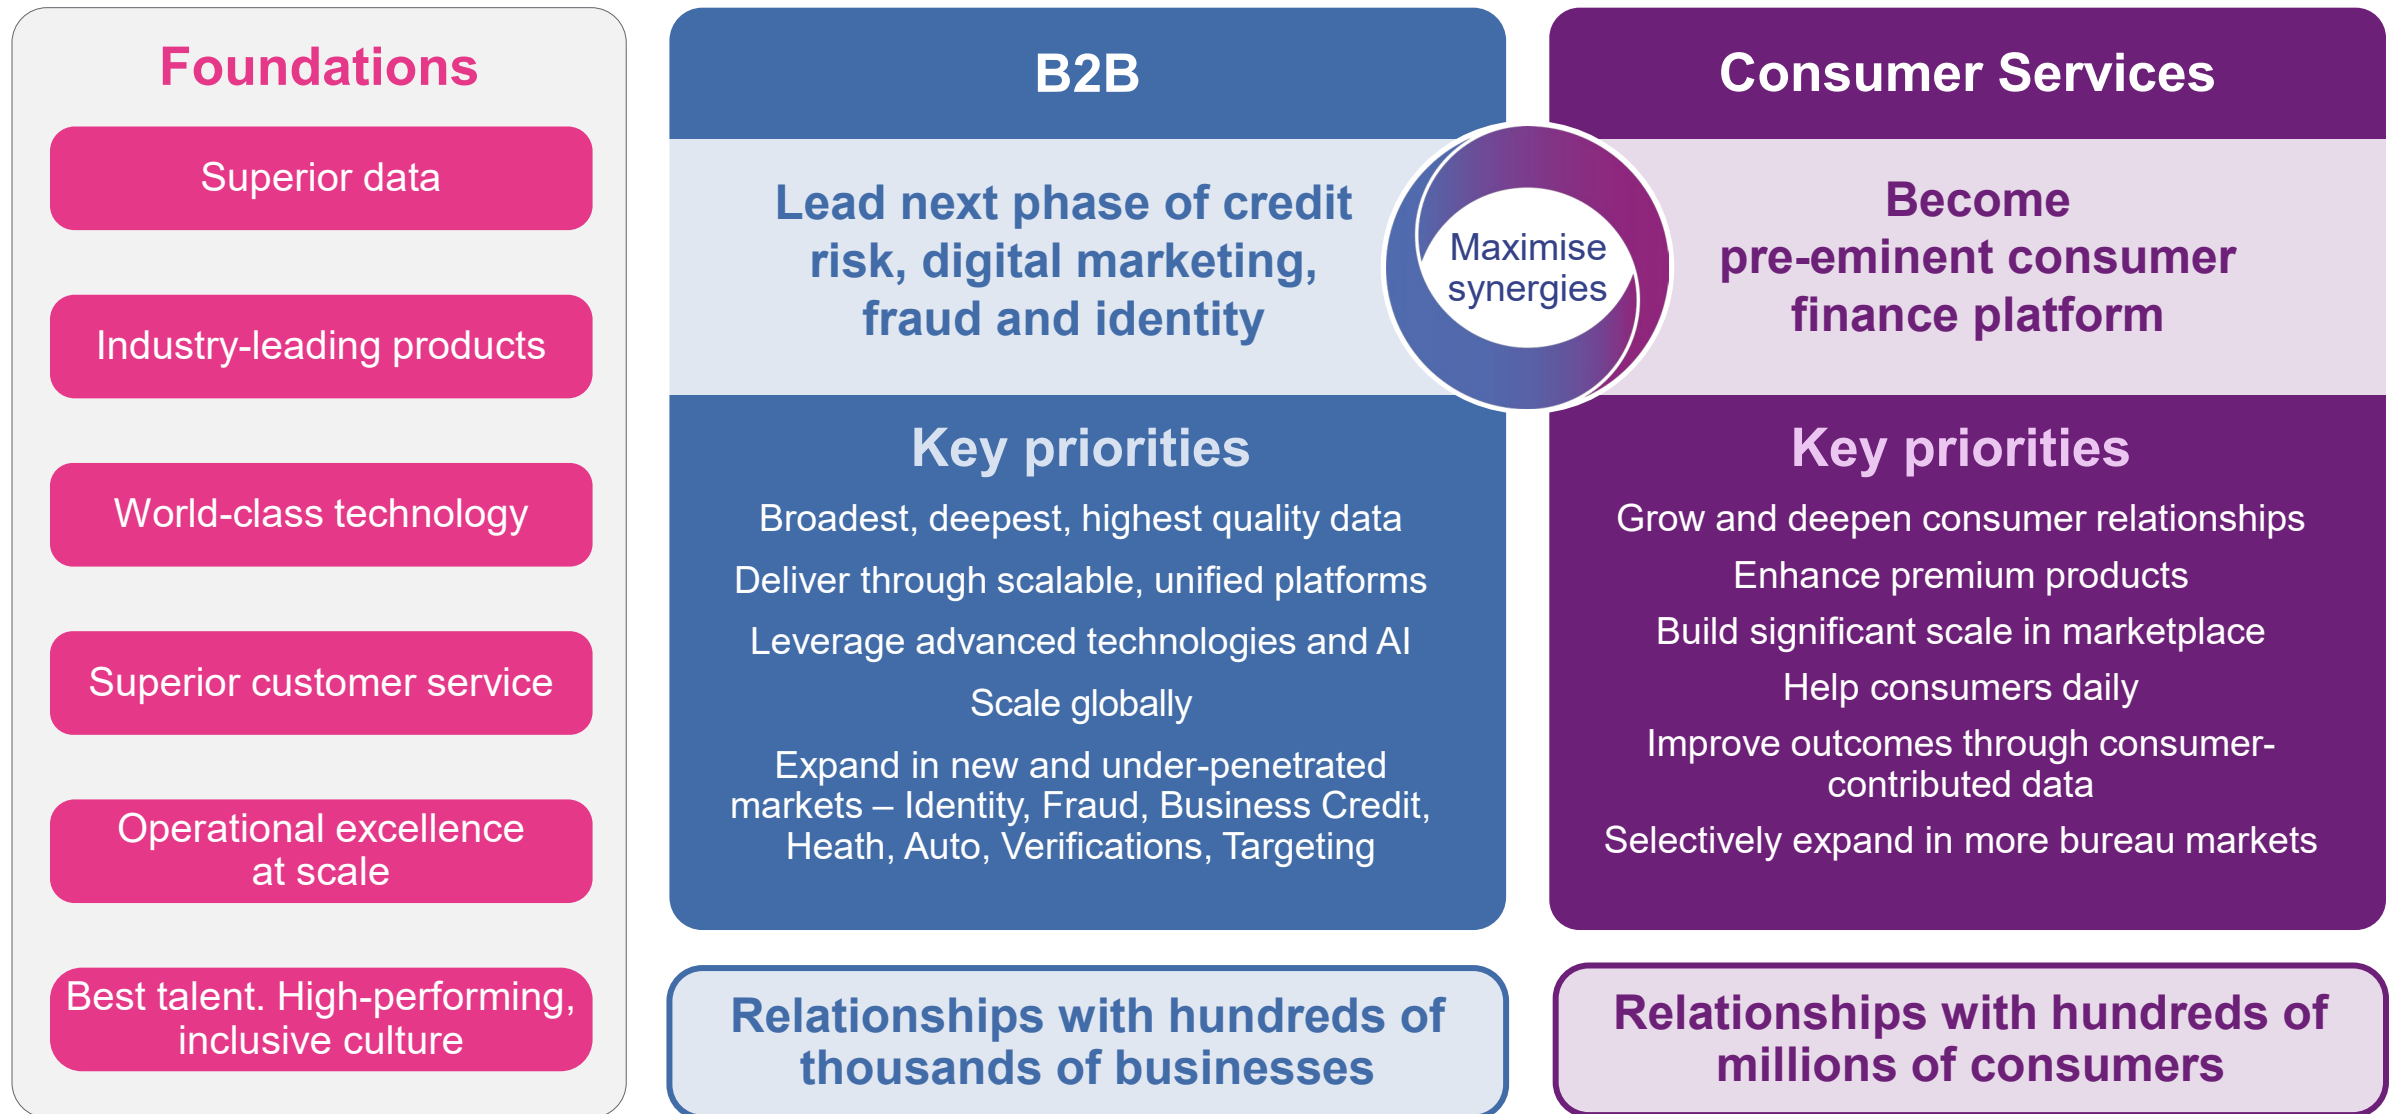 Foundations
Superior data
Industry-leading products
World-class technology
Superior customer service
Operational excellence
at scale
Best talent. High-performing,
inclusive culture
B2B
Lead next phase of credit
risk, digital marketing,
fraud and identity
Key priorities
Broadest, deepest, highest quality data
Deliver through scalable, unified platforms
Leverage advanced technologies and AI
Scale globally
Expand in new and under-penetrated
markets – Identity, Fraud, Business Credit,
Heath, Auto, Verifications, Targeting
Relationships with hundreds of
thousands of businesses
Maximise
synergies
Consumer Services
Become
pre-eminent consumer
finance platform
Key priorities
Grow and deepen consumer relationships
Enhance premium products
Build significant scale in marketplace
Help consumers daily
Improve outcomes through consumer-
contributed data
Selectively expand in more bureau markets
Relationships with hundreds of
millions of consumers